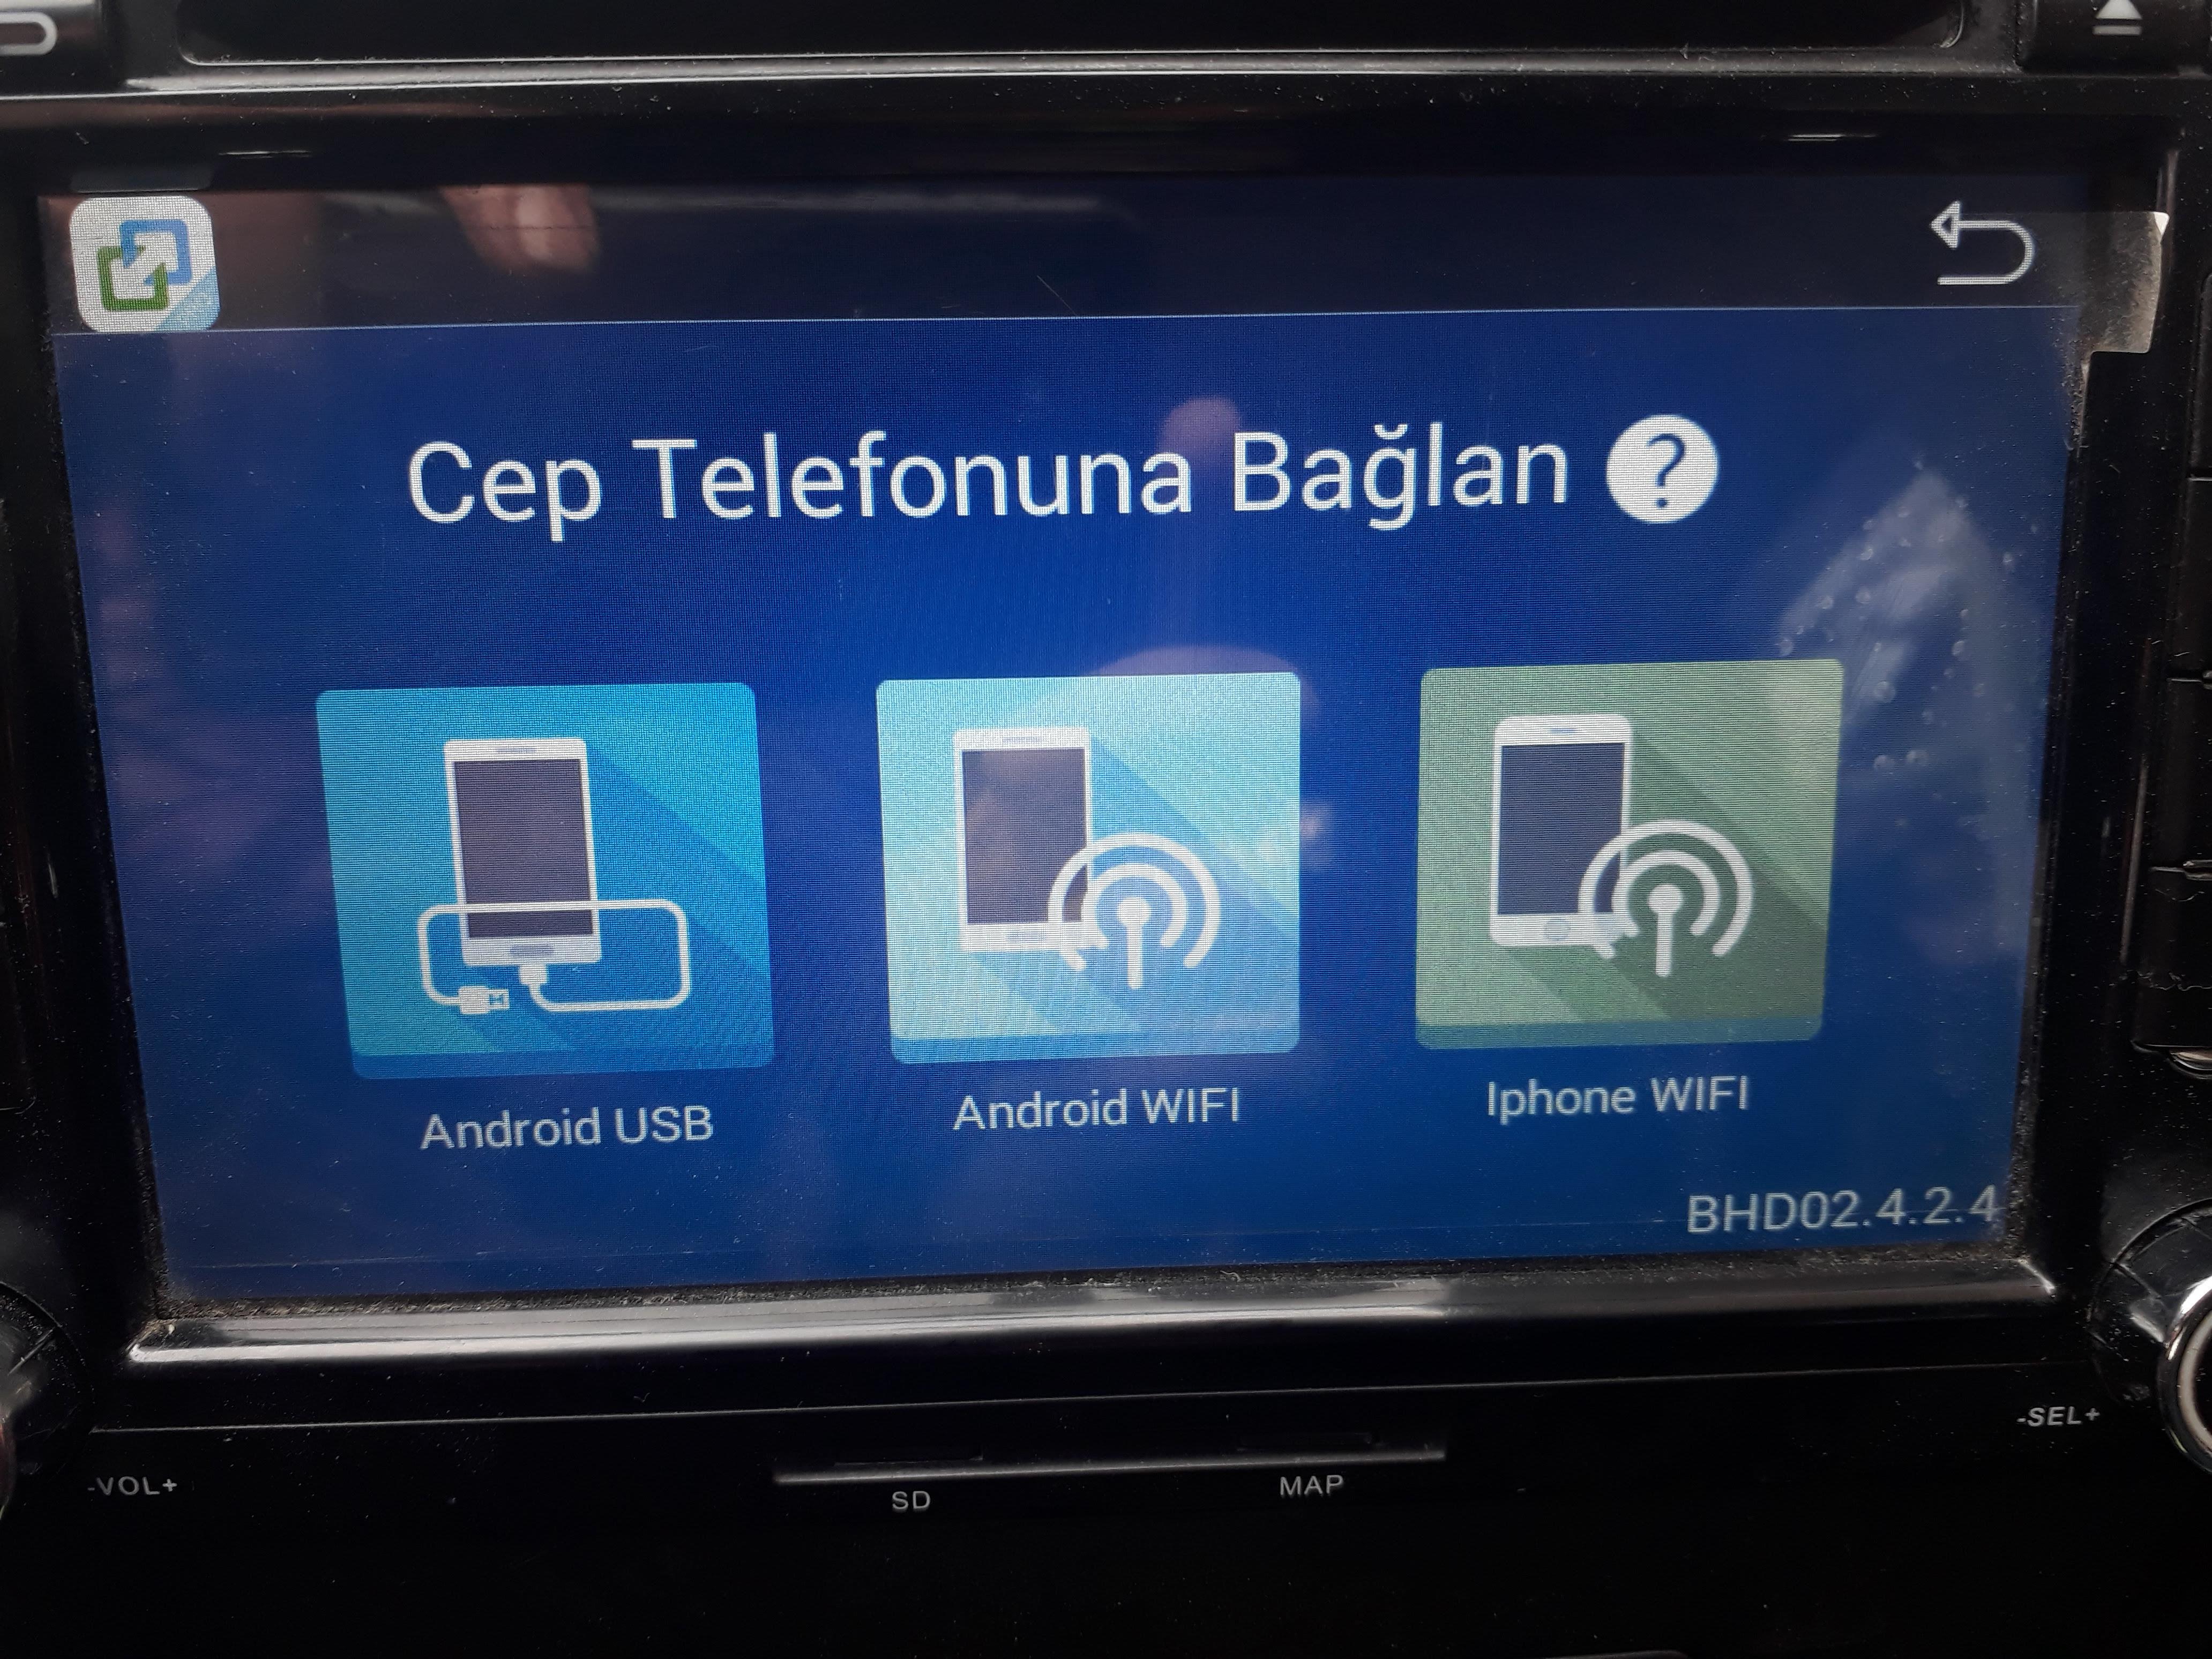 Cep Telefonuna Bağlan ?
Android USB
Android WIFI
Iphone WIFI
BHD02.4.2.4
-VOL+
SD
MAP
-SEL+